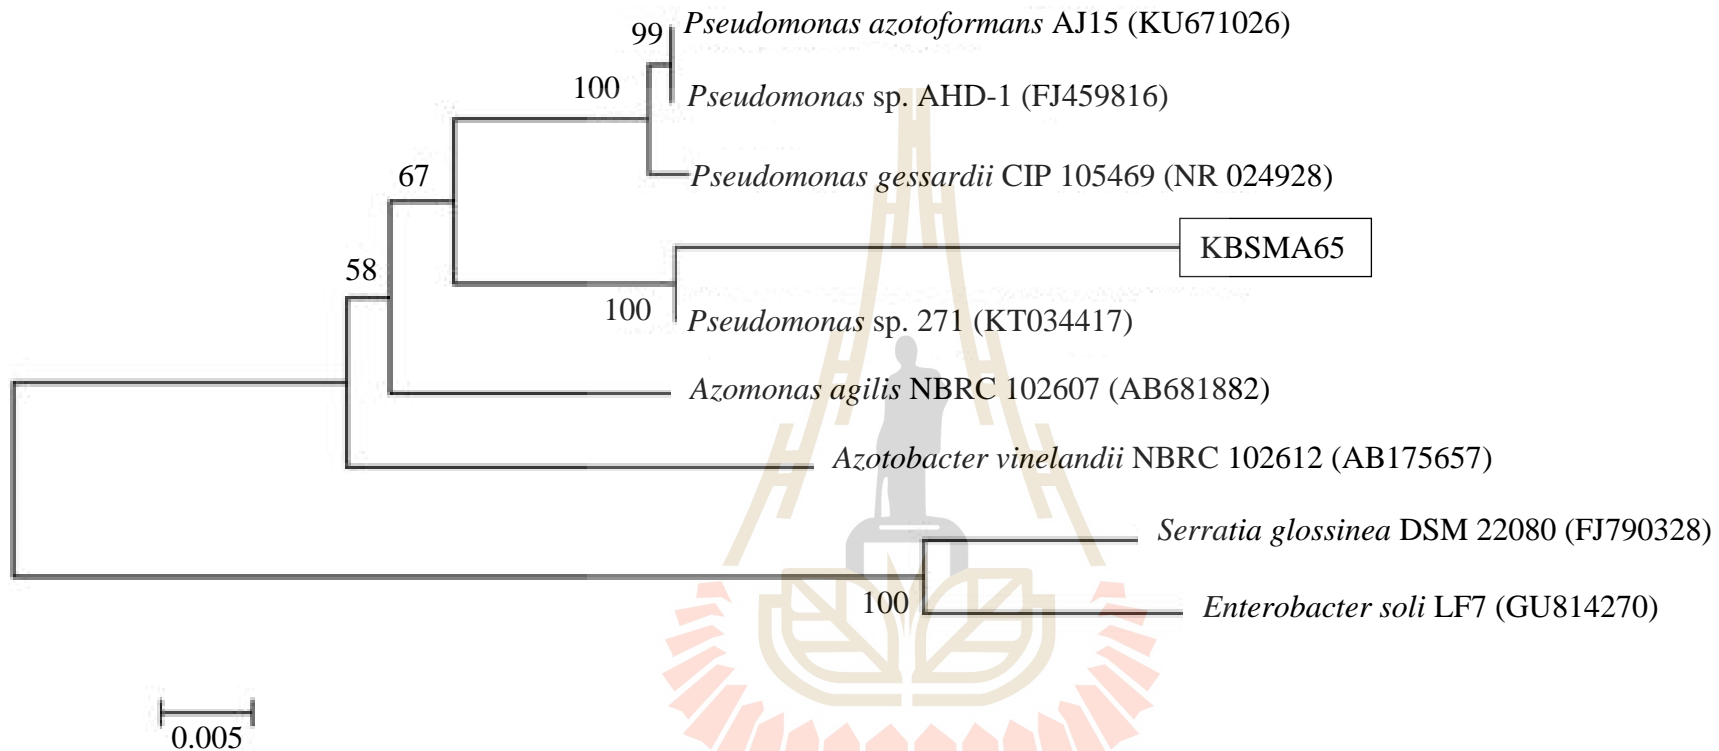 Pseudomonas azotoformans AJ15 (KU671026)
99
100
Pseudomonas sp. AHD-1 (FJ459816)
67
Pseudomonas gessardii CIP 105469 (NR 024928)
KBSMA65
58
100
Pseudomonas sp. 271 (KT034417)
Azomonas agilis NBRC 102607 (AB681882)
Azotobacter vinelandii NBRC 102612 (AB175657)
Serratia glossinea DSM 22080 (FJ790328)
100
Enterobacter soli LF7 (GU814270)
0.005